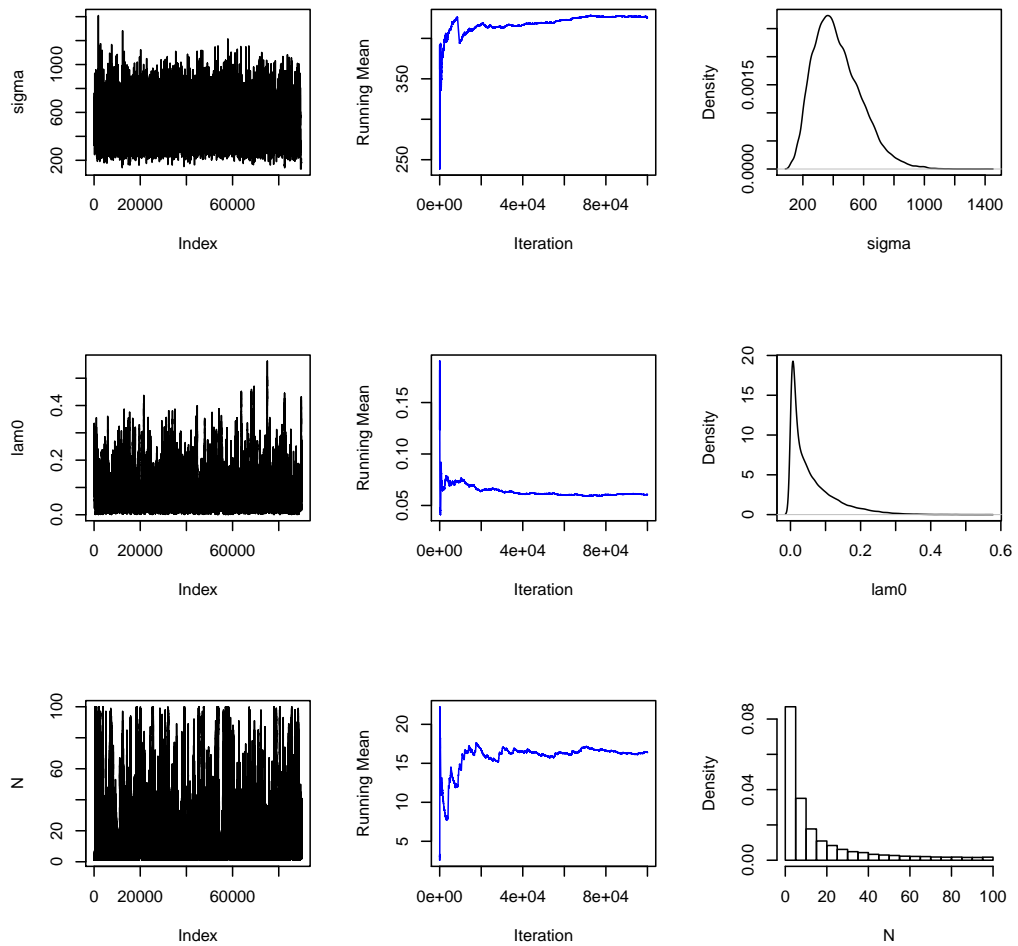 sigma
200 600 1000
0 20000 60000
Index
Running Mean
250 350
0e+00 4e+04 8e+04
Iteration
Density
0.0000 0.0015
200 600 1000 1400
sigma
lam0
0.0 0.2 0.4
0 20000 60000
Index
Running Mean
0.05 0.10 0.15
0e+00 4e+04 8e+04
Iteration
Density
0 5 10 15 20
0.0 0.2 0.4 0.6
lam0
N
0 20 60 100
0 20000 60000
Index
Running Mean
5 10 15 20
0e+00 4e+04 8e+04
Iteration
Density
0.00 0.04 0.08
0 20 40 60 80 100
N